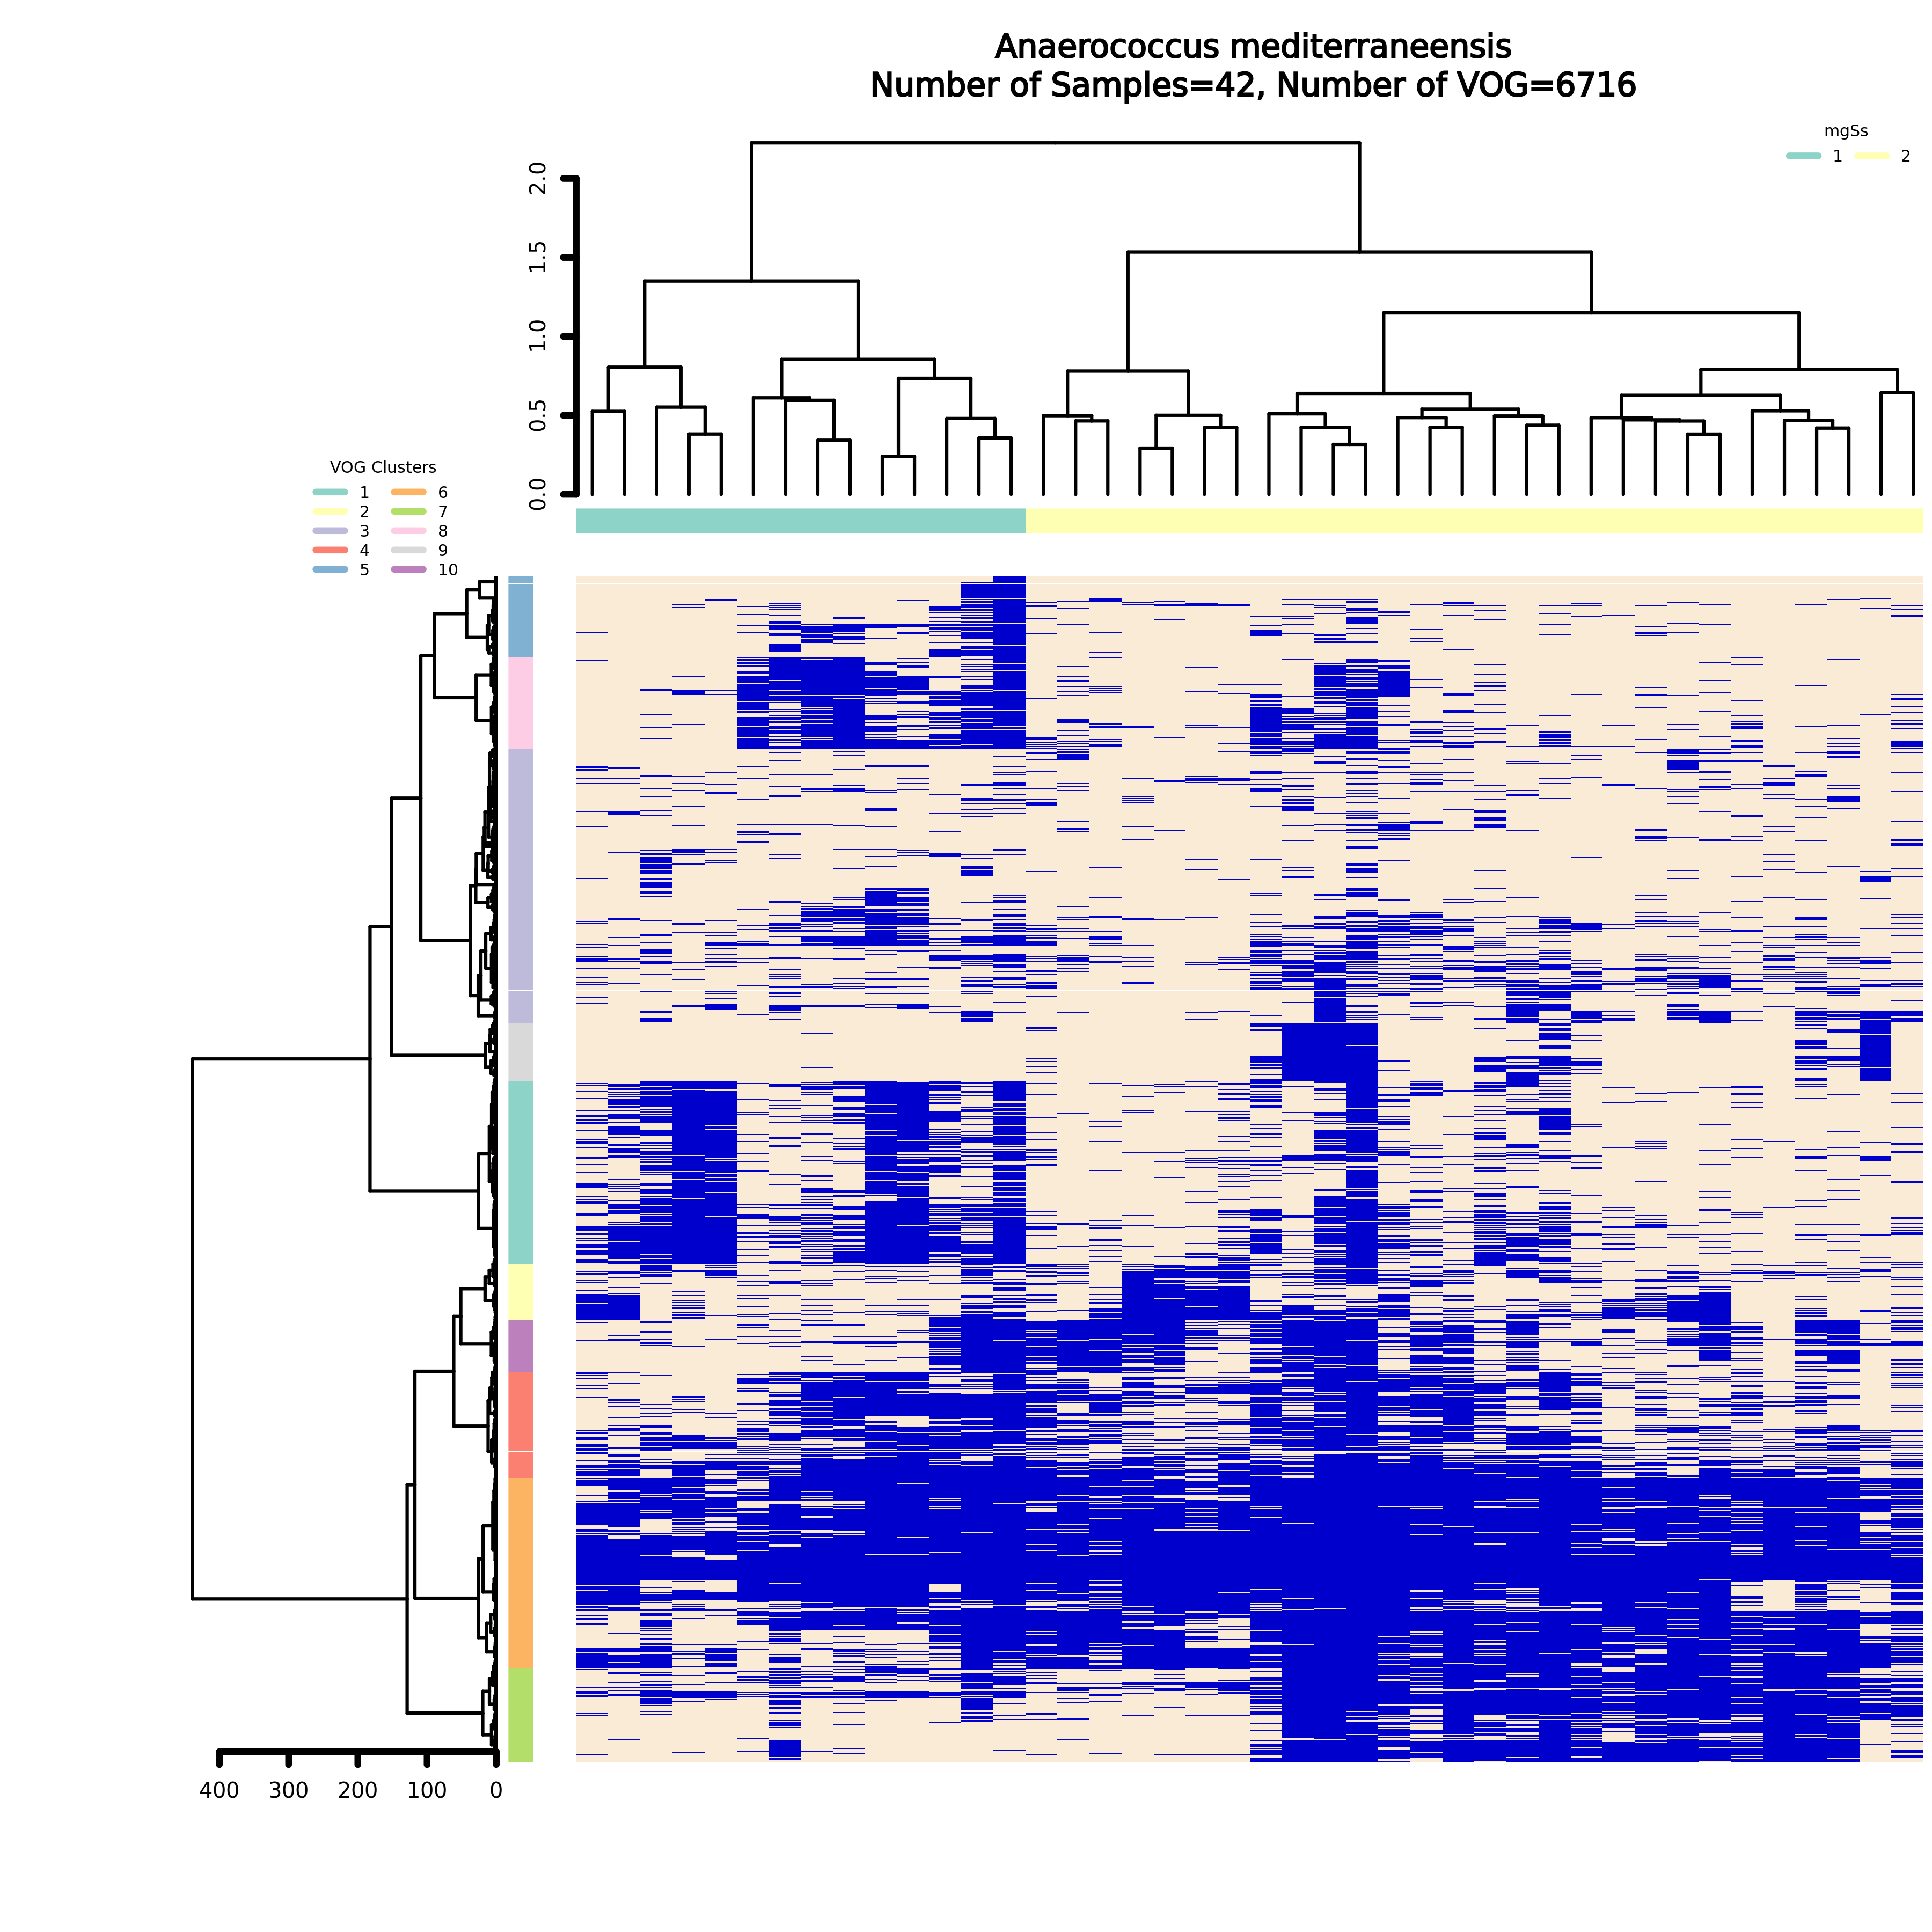 Anaerococcus mediterraneensis
Number of Samples=42, Number of VOG=6716
mgSs
1 2
2.0
1.5
1.0
0.5
0.0
VOG Clusters
1 6
2 7
3 8
4 9
5 10
400 300 200 100 0